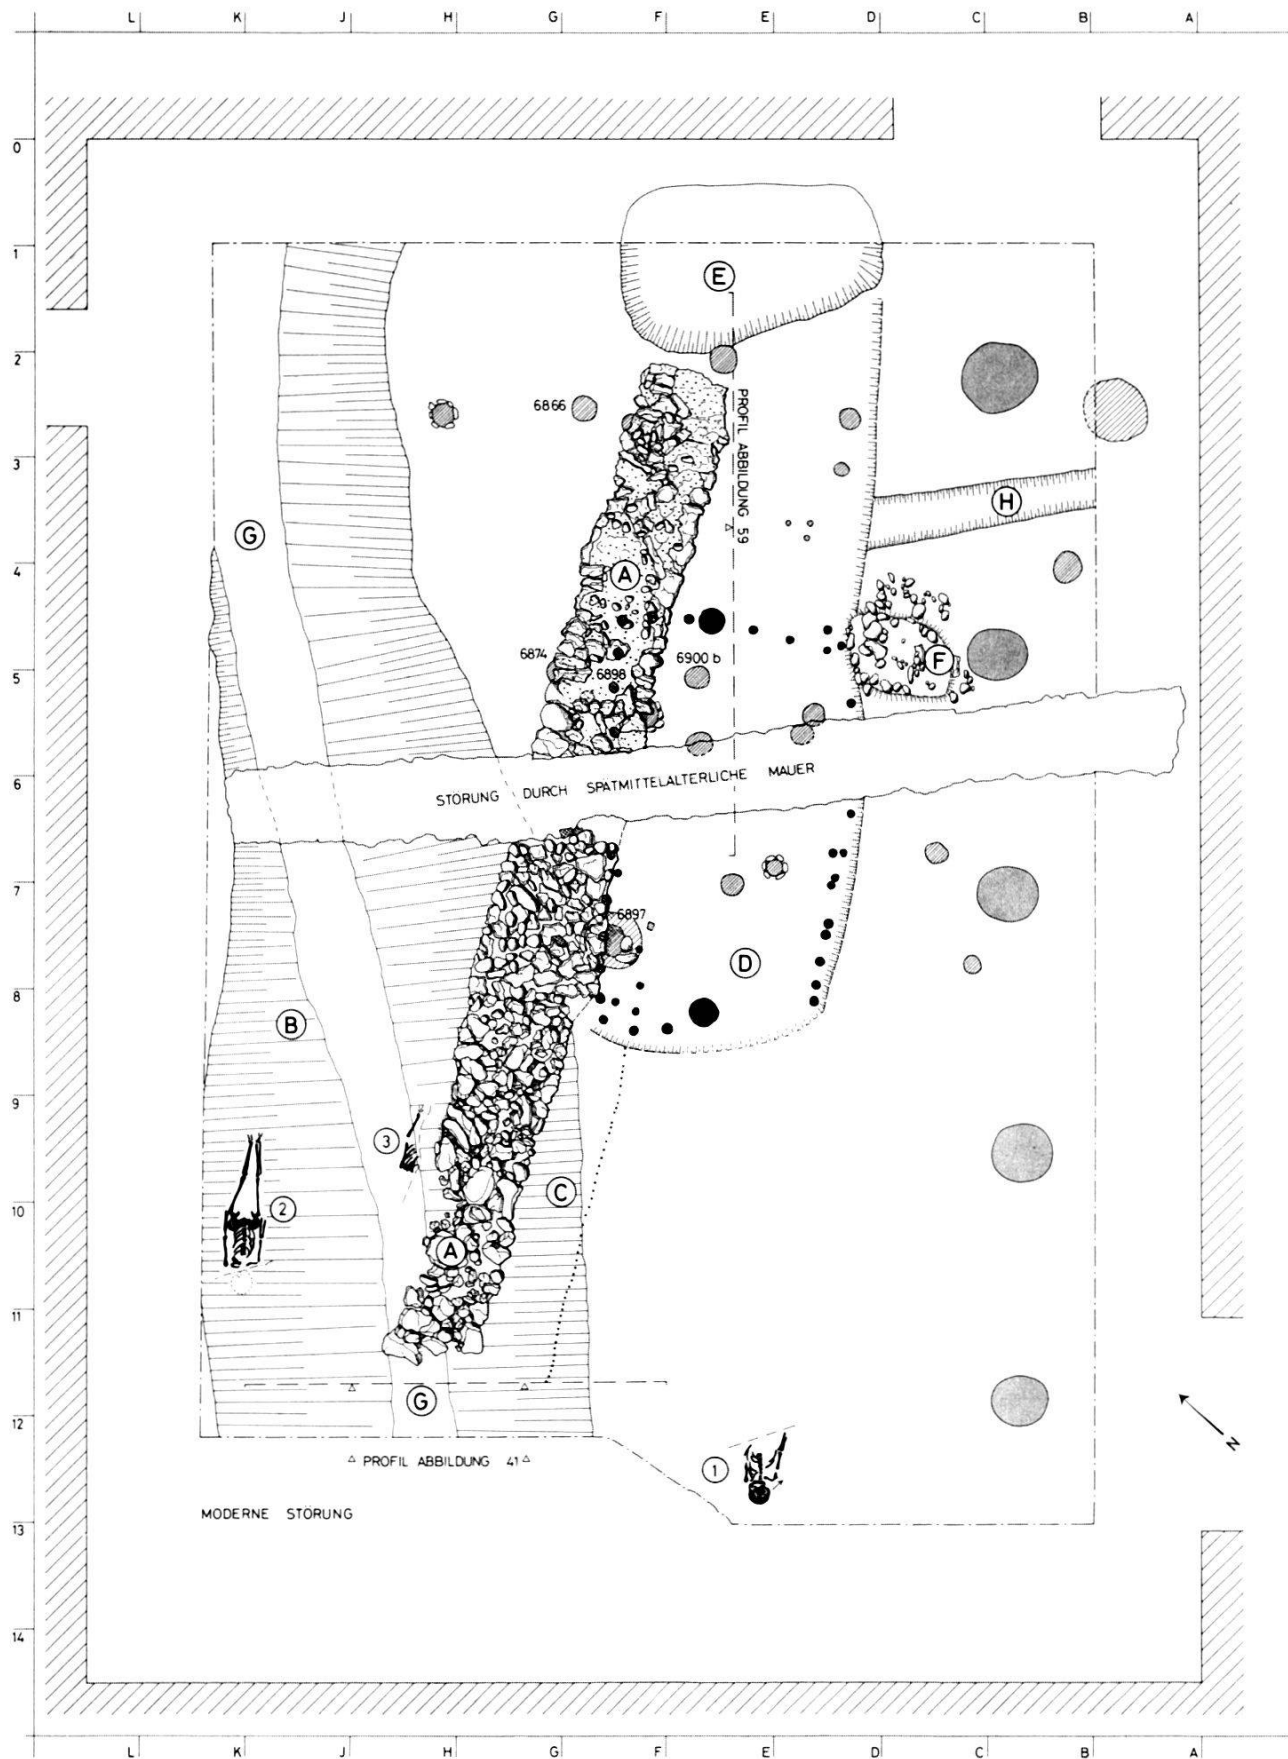 L K J H G F E D C B A
0
1
E
2
6866
PROFIL ABBILDUNG 59
3
H
G
4
A
6874
6898
6900 b
F
5
6
STÖRUNG DURCH SPÄTMITTELALTERLICHE MAUER
7
6897
D
8
B
9
3
C
10
2
A
11
G
12
N
PROFIL ABBILDUNG 41
1
MODERNE STÖRUNG
13
14
L K J H G F E D C B A